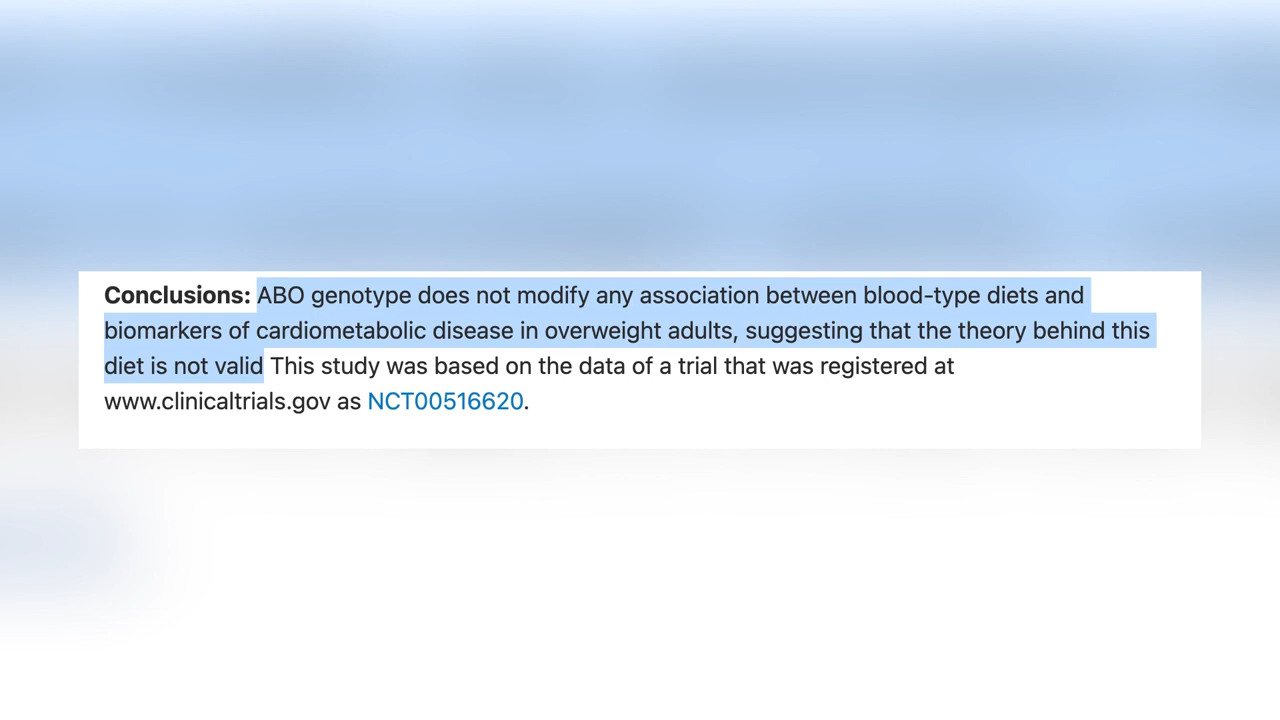 Conclusions: ABO genotype does not modify any association between blood-type diets and
biomarkers of cardiometabolic disease in overweight adults, suggesting that the theory behind this
diet is not valid This study was based on the data of a trial that was registered at
www.clinicaltrials.gov as NCT00516620.